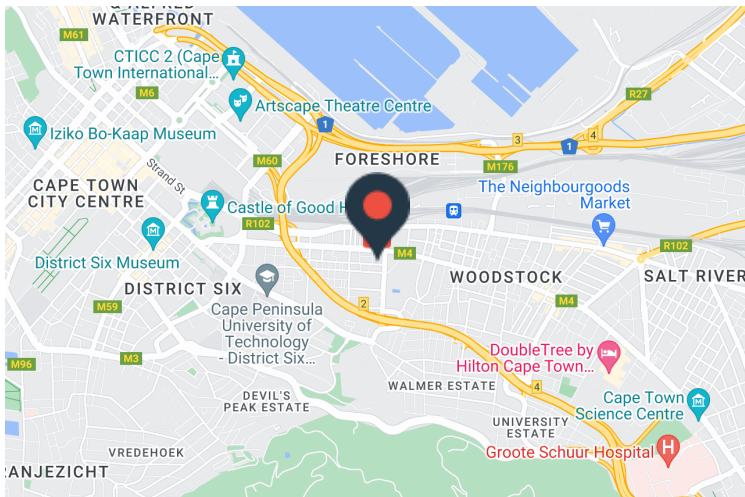 & ALFRED
WATERFRONT
M61
CTICC 2 (Cape
Town International...
M6
Artscape Theatre Centre
R27
1
Iziko Bo-Kaap Museum
3
4
1
Strand St
M60
FORESHORE
M176
CAPE TOWN
CITY CENTRE
The Neighbourgoods
Market
Castle of Good H
R102
R102
M4
District Six Museum
WOODSTOCK
SALT RIVER
DISTRICT SIX
M59
2
M4
Cape Peninsula
University of
Technology
- District Six...
M3
M96
DoubleTree by
Hilton Cape Town...
WALMER ESTATE
4
DEVIL'S
PEAK ESTATE
Cape Town
Science Centre
UNIVERSITY
ESTATE
VREDEHOEK
Groote Schuur Hospital
H
RANJEZICHT